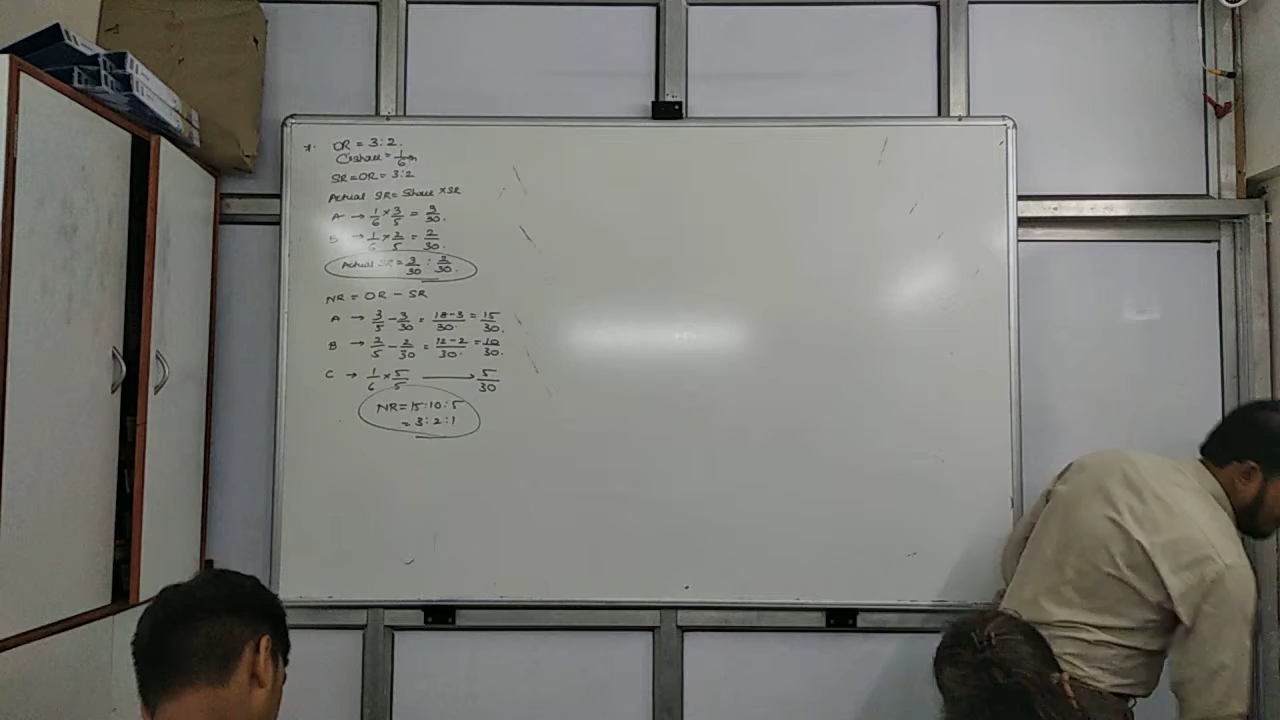 7. OR = 3:2.
C share = 1/6th
SR = OR = 3:2
Actual SR = Share × SR
A → 1/6 × 3/5 = 3/30.
B → 1/6 × 2/5 = 2/30.
Actual SR = 3/30 : 2/30.
NR = OR - SR
A → 3/5 - 3/30 = 18-3/30. = 15/30.
B → 2/5 - 2/30 = 12-2/30. = 10/30.
C → 1/6 × 5/5 → 5/30
NR = 15:10:5
= 3:2:1